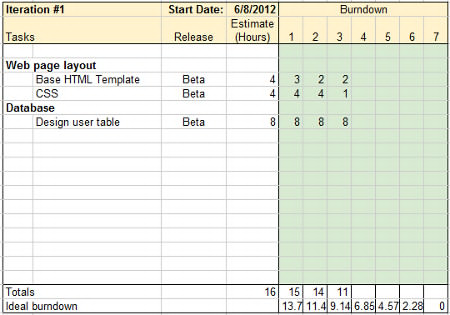 Iteration #1 Start Date: 6/8/2012 Burndown
Estimate
Tasks Release (Hours) 1 2 3 4 5 6 7
Web page layout
Base HTML Template Beta 4 3 2 2
CSS Beta 4 4 4 1
Database
Design user table Beta 8 8 8 8
Totals 16 15 14 11
Ideal burndown 13.7 11.4 9.14 6.85 4.57 2.28 0